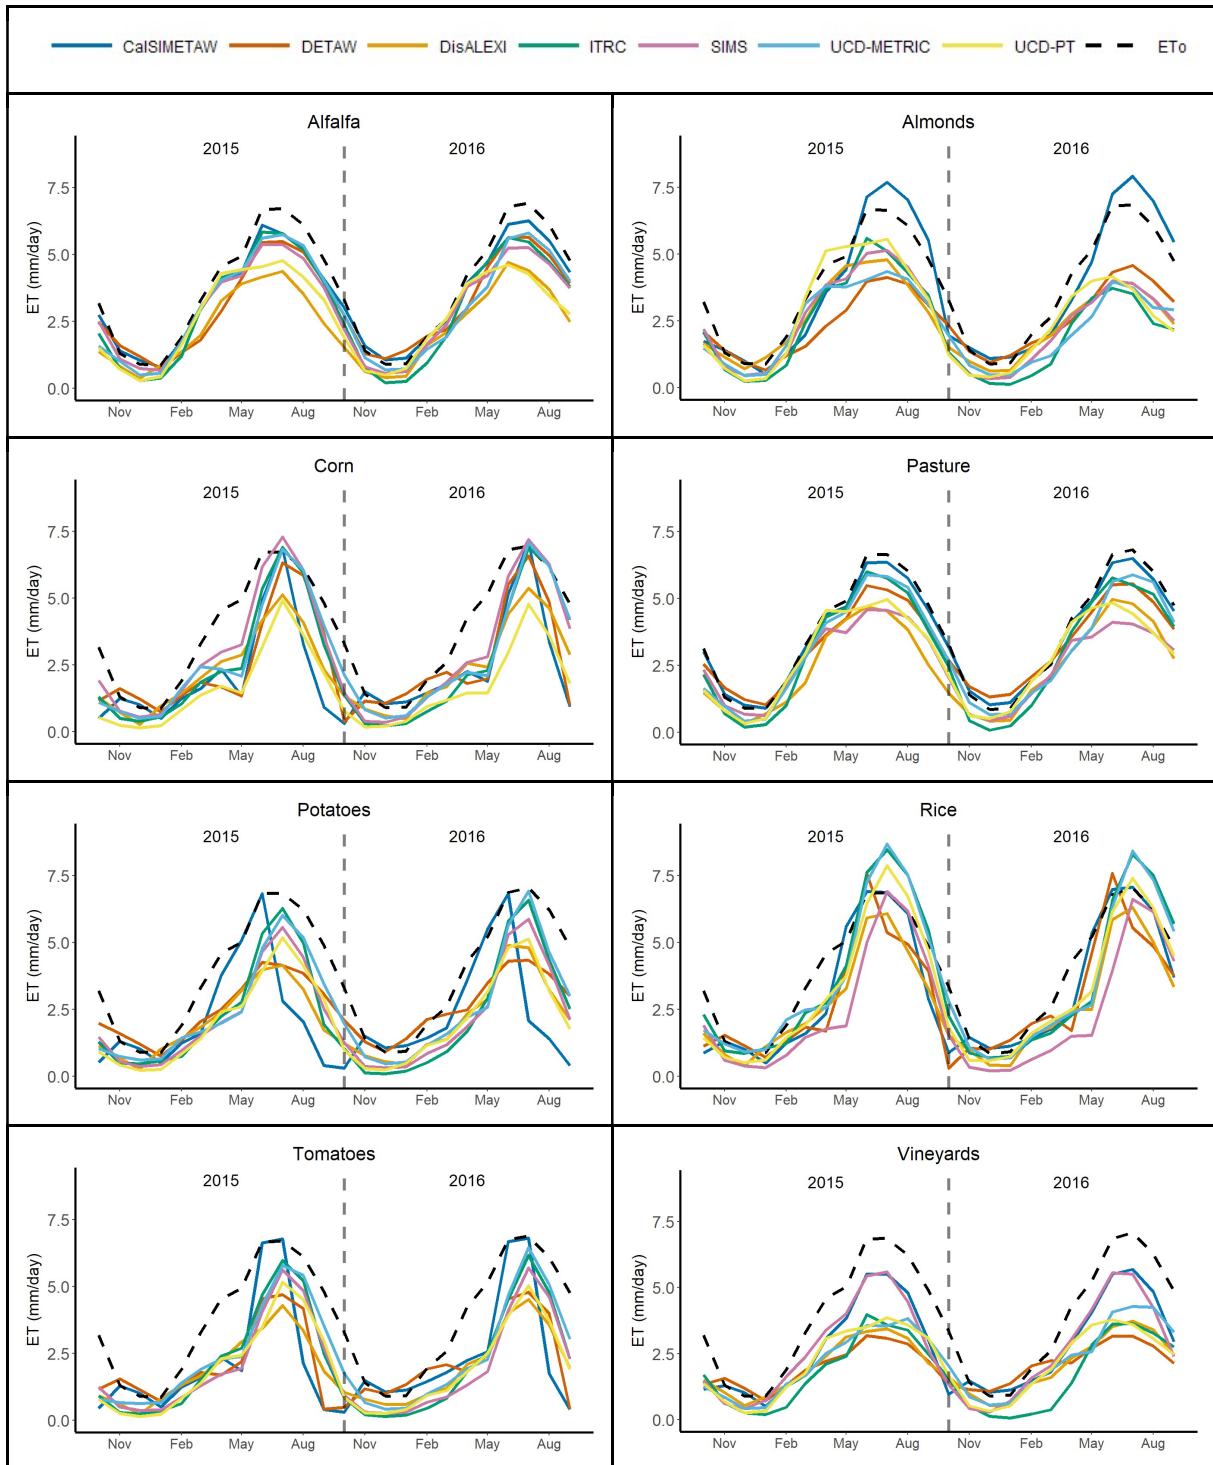 CalSIMETAW DETAW DisALEXI ITRC SIMS UCD-METRIC UCD-PT ETo
Alfalfa
2015 2016
ET (mm/day)
7.5
5.0
2.5
0.0
Nov Feb May Aug Nov Feb May Aug
Almonds
2015 2016
ET (mm/day)
7.5
5.0
2.5
0.0
Nov Feb May Aug Nov Feb May Aug
Corn
2015 2016
ET (mm/day)
7.5
5.0
2.5
0.0
Nov Feb May Aug Nov Feb May Aug
Pasture
2015 2016
ET (mm/day)
7.5
5.0
2.5
0.0
Nov Feb May Aug Nov Feb May Aug
Potatoes
2015 2016
ET (mm/day)
7.5
5.0
2.5
0.0
Nov Feb May Aug Nov Feb May Aug
Rice
2015 2016
ET (mm/day)
7.5
5.0
2.5
0.0
Nov Feb May Aug Nov Feb May Aug
Tomatoes
2015 2016
ET (mm/day)
7.5
5.0
2.5
0.0
Nov Feb May Aug Nov Feb May Aug
Vineyards
2015 2016
ET (mm/day)
7.5
5.0
2.5
0.0
Nov Feb May Aug Nov Feb May Aug